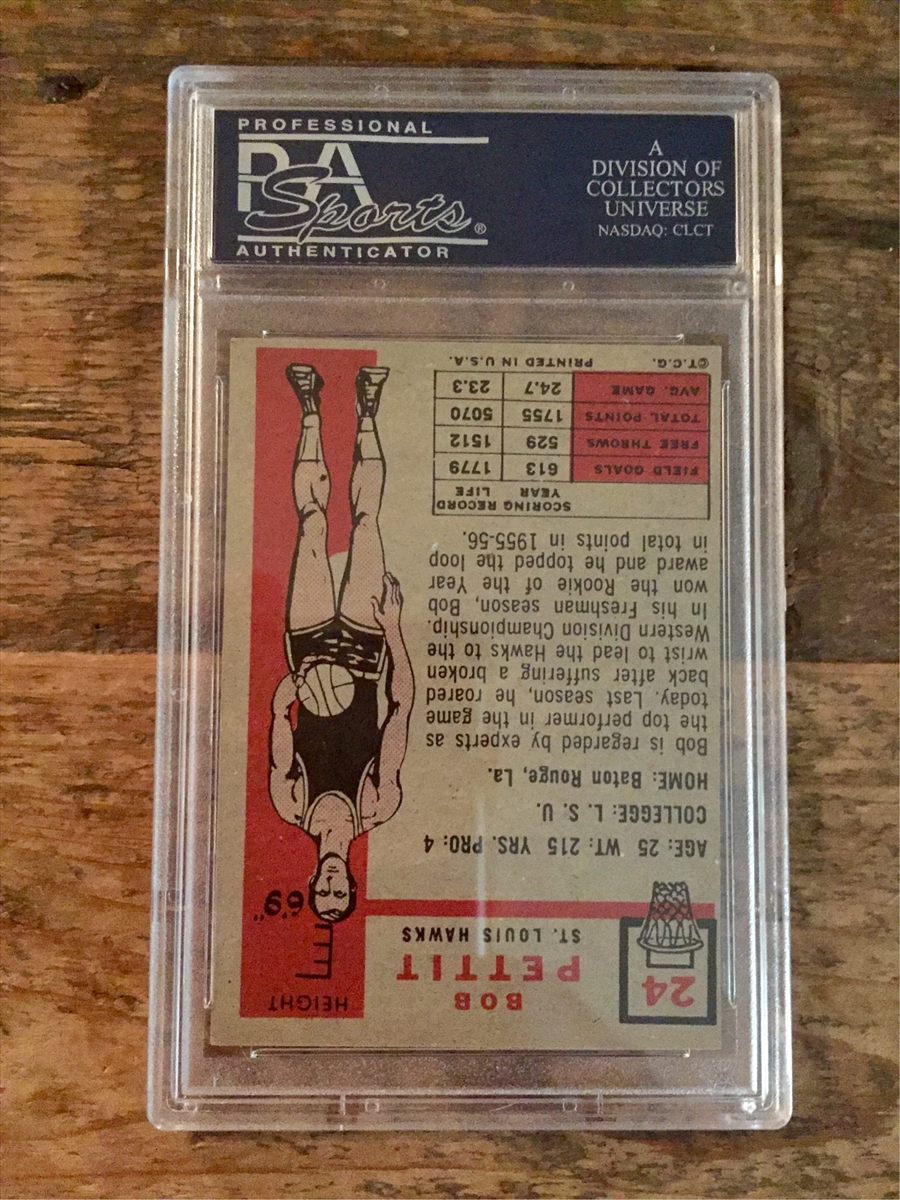 PROFESSIONAL
PSA
Sports®
AUTHENTICATOR
A
DIVISION OF
COLLECTORS
UNIVERSE
NASDAQ: CLCT
24
BOB
PETTIT
ST. LOUIS HAWKS
HEIGHT
6'9"
AGE: 25 WT: 215 YRS. PRO: 4
COLLEGGE: L. S. U.
HOME: Baton Rouge, La.
Bob is regarded by experts as
the top performer in the game
today. Last season, he roared
back after suffering a broken
wrist to lead the Hawks to the
Western Division Championship.
In his Freshman season, Bob,
won the Rookie of the Year
award and he topped the loop
in total points in 1955-56.
SCORING RECORD
YEAR LIFE
FIELD GOALS 613 1779
FREE THROWS 529 1512
TOTAL POINTS 1755 5070
AVG. GAME 24.7 23.3
©T.C.G. PRINTED IN U.S.A.